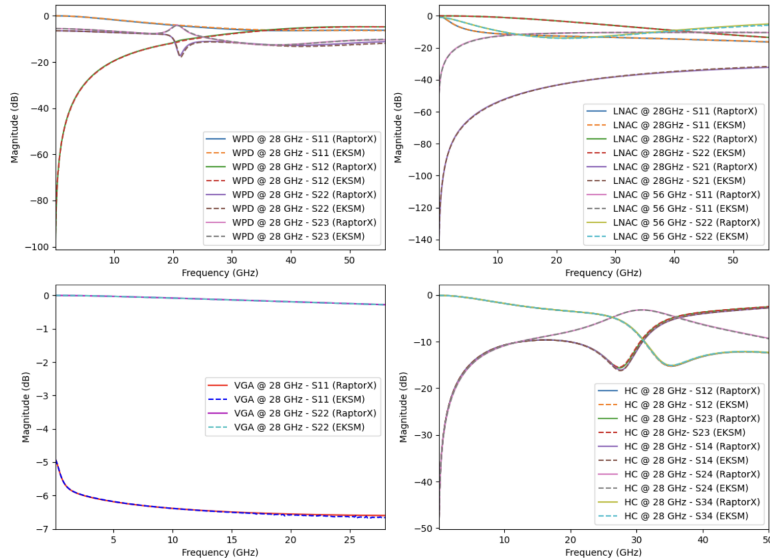 0
−20
−40
−60
−80
−100
Magnitude (dB)
10
20
30
40
50
Frequency (GHz)
WPD @ 28 GHz - S11 (RaptorX)
WPD @ 28 GHz - S11 (EKSM)
WPD @ 28 GHz - S12 (RaptorX)
WPD @ 28 GHz - S12 (EKSM)
WPD @ 28 GHz - S22 (RaptorX)
WPD @ 28 GHz - S22 (EKSM)
WPD @ 28 GHz - S23 (RaptorX)
WPD @ 28 GHz - S23 (EKSM)
0
−20
−40
−60
−80
−100
−120
−140
Magnitude (dB)
10
20
30
40
50
Frequency (GHz)
LNAC @ 28GHz - S11 (RaptorX)
LNAC @ 28GHz - S11 (EKSM)
LNAC @ 28GHz - S22 (RaptorX)
LNAC @ 28GHz - S22 (EKSM)
LNAC @ 28GHz - S21 (RaptorX)
LNAC @ 28GHz - S21 (EKSM)
LNAC @ 56 GHz - S11 (RaptorX)
LNAC @ 56 GHz - S11 (EKSM)
LNAC @ 56 GHz - S22 (RaptorX)
LNAC @ 56 GHz - S22 (EKSM)
0
−1
−2
−3
−4
−5
−6
−7
Magnitude (dB)
5
10
15
20
25
Frequency (GHz)
VGA @ 28 GHz - S11 (RaptorX)
VGA @ 28 GHz - S11 (EKSM)
VGA @ 28 GHz - S22 (RaptorX)
VGA @ 28 GHz - S22 (EKSM)
0
−10
−20
−30
−40
−50
Magnitude (dB)
10
20
30
40
50
Frequency (GHz)
HC @ 28 GHz - S12 (RaptorX)
HC @ 28 GHz - S12 (EKSM)
HC @ 28 GHz - S23 (RaptorX)
HC @ 28 GHz- S23 (EKSM)
HC @ 28 GHz - S14 (RaptorX)
HC @ 28 GHz - S14 (EKSM)
HC @ 28 GHz - S24 (RaptorX)
HC @ 28 GHz - S24 (EKSM)
HC @ 28 GHz - S34 (RaptorX)
HC @ 28 GHz - S34 (EKSM)